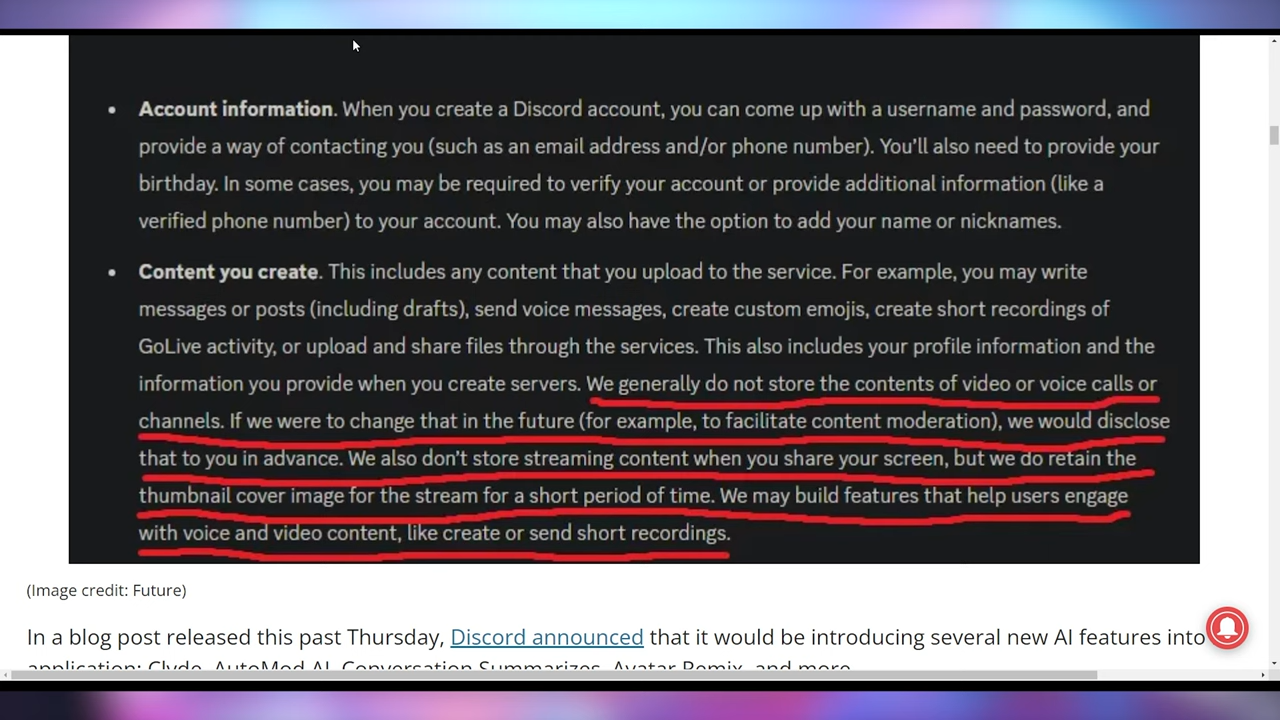 Account information. When you create a Discord account, you can come up with a username and password, and
provide a way of contacting you (such as an email address and/or phone number). You'll also need to provide your
birthday. In some cases, you may be required to verify your account or provide additional information (like a
verified phone number) to your account. You may also have the option to add your name or nicknames.
Content you create. This includes any content that you upload to the service. For example, you may write
messages or posts (including drafts), send voice messages, create custom emojis, create short recordings of
GoLive activity, or upload and share files through the services. This also includes your profile information and the
information you provide when you create servers. We generally do not store the contents of video or voice calls or
channels. If we were to change that in the future (for example, to facilitate content moderation), we would disclose
that to you in advance. We also don't store streaming content when you share your screen, but we do retain the
thumbnail cover image for the stream for a short period of time. We may build features that help users engage
with voice and video content, like create or send short recordings.
(Image credit: Future)
In a blog post released this past Thursday, Discord announced that it would be introducing several new AI features into
application: Clyde, AutoMod AI, Conversation Summarizes, Avatar Remix, and more